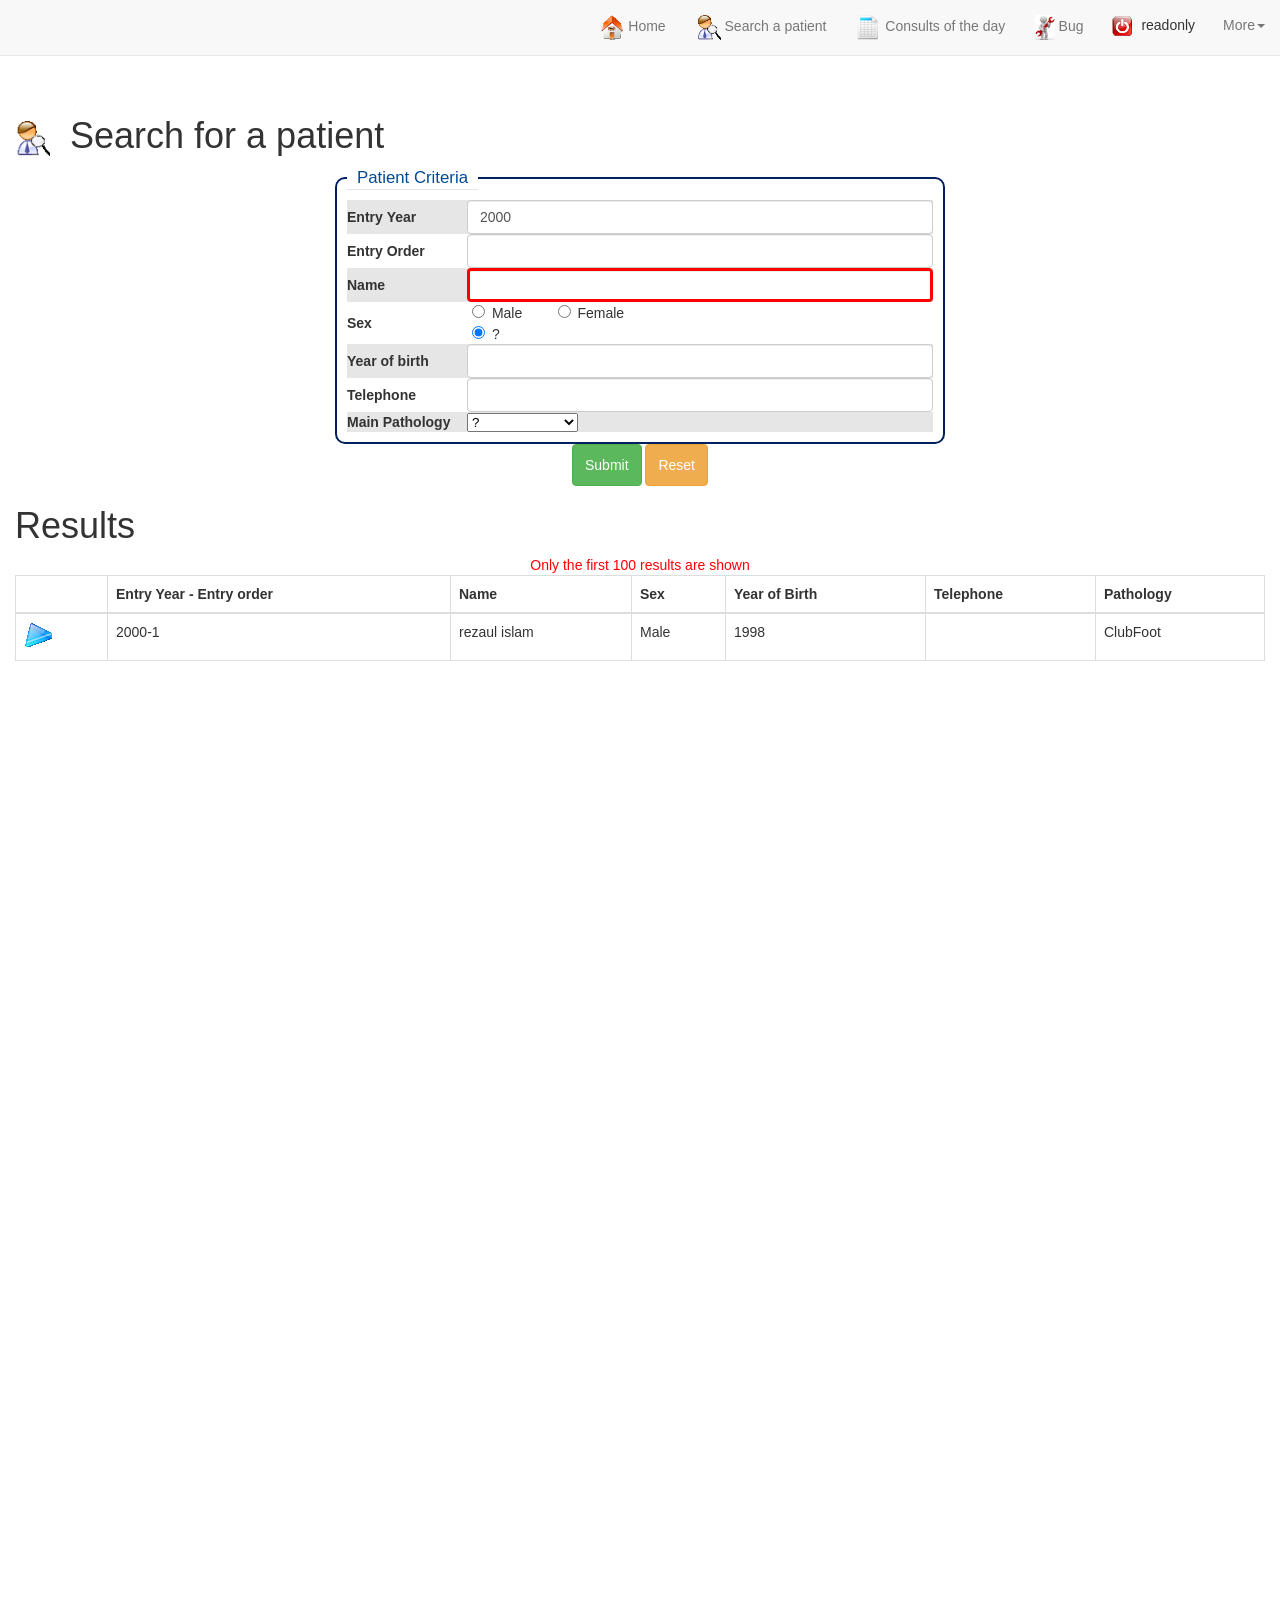 Home Search a patient Consults of the day Bug readonly More
Search for a patient
Patient Criteria
Entry Year 2000
Entry Order
Name
Male Female
Sex
?
Year of birth
Telephone
Main Pathology ?
Submit Reset
Results
Only the first 100 results are shown
Entry Year - Entry order Name Sex Year of Birth Telephone Pathology
2000-1 rezaul islam Male 1998 ClubFoot